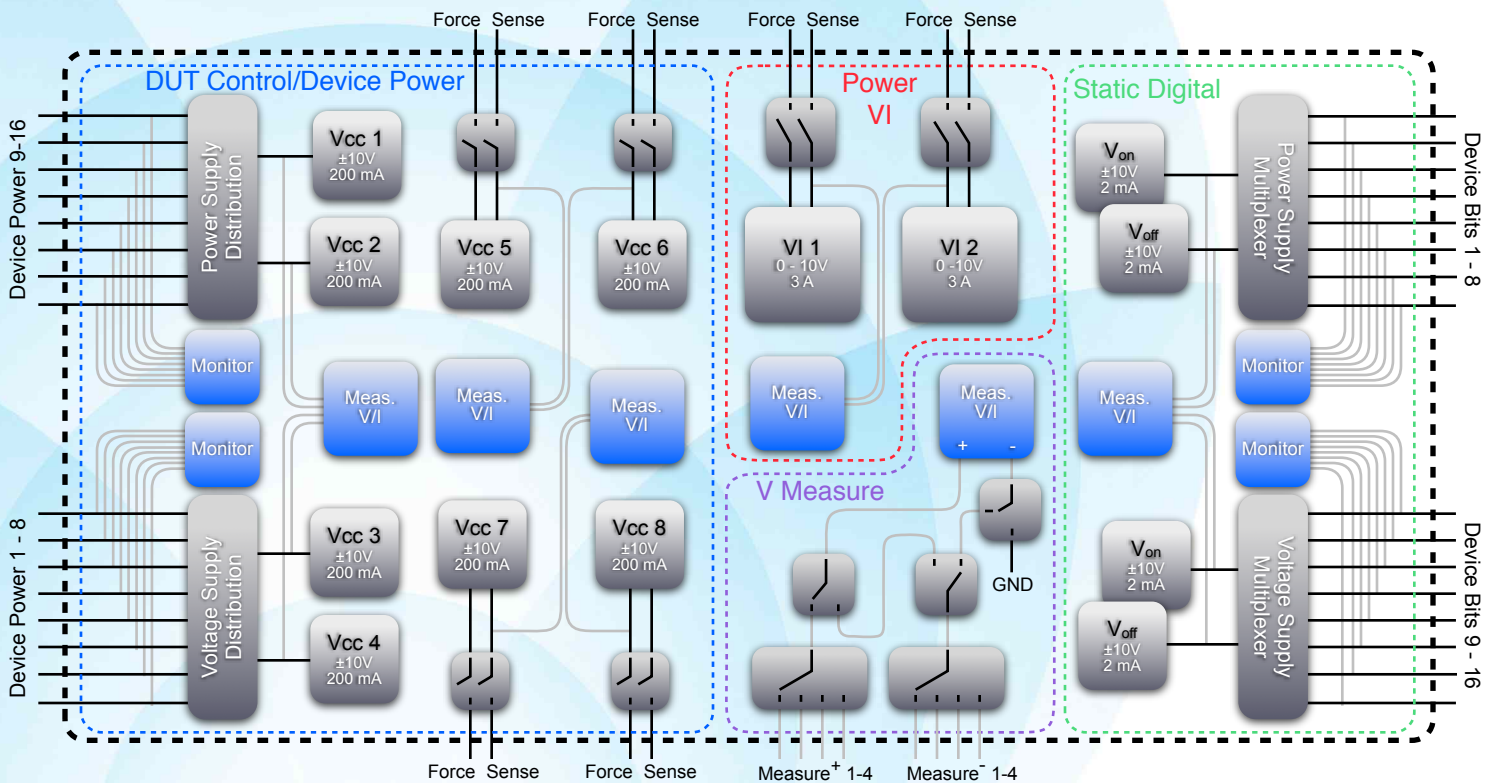 Force Sense
Force Sense
Force Sense
Force Sense
DUT Control/Device Power
Device Power 9-16
Power Supply
Distribution
Vcc 1
±10V
200 mA
Vcc 2
±10V
200 mA
Vcc 5
±10V
200 mA
Vcc 6
±10V
200 mA
Monitor
Monitor
Meas.
V/I
Meas.
V/I
Meas.
V/I
Device Power 1 - 8
Voltage Supply
Distribution
Vcc 3
±10V
200 mA
Vcc 4
±10V
200 mA
Vcc 7
±10V
200 mA
Vcc 8
±10V
200 mA
Force Sense
Force Sense
Power
VI
VI 1
0 - 10V
3 A
VI 2
0 -10V
3 A
Meas.
V/I
V Measure
Meas.
V/I
+ -
GND
Measure+ 1-4
Measure- 1-4
Static Digital
Von
±10V
2 mA
Voff
±10V
2 mA
Power Supply
Multiplexer
Device Bits 1 - 8
Monitor
Monitor
Meas.
V/I
Von
±10V
2 mA
Voff
±10V
2 mA
Voltage Supply
Multiplexer
Device Bits 9 - 16